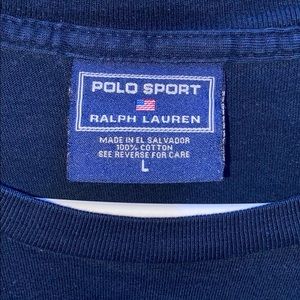 POLO SPORT
RALPH LAUREN
MADE IN EL SALVADOR
100% COTTON
SEE REVERSE FOR CARE
L